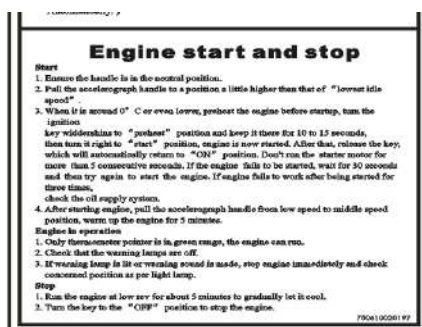 Engine start and stop
Start
1. Ensure the handle is in the neutral position.
2. Pull the accelerograph handle to a position a little higher than that of “lowest idle
speed” .
3. When it is around 0° C or even lower, preheat the engine before startup, turn the
ignition
key widdershins to “preheat” position and keep it there for 10 to 15 seconds,
then turn it right to “start” position, engine is now started. After that, release the key,
which will automatically return to “ON” position. Don't run the starter motor for
more than 5 consecutive seconds. If the engine fails to be started, wait for 30 seconds
and then try again to start the engine. If engine fails to work after being started for
three times,
check the oil supply system.
4. After starting engine, pull the accelerograph handle from low speed to middle speed
position, warm up the engine for 5 minutes.
Engine in operation
1. Only thermometer pointer is in green range, the engine can run.
2. Check that the warning lamps are off.
3. If warning lamp is lit or warning sound is made, stop engine immediately and check
concerned position as per light lamp.
Stop
1. Run the engine at low rev for about 5 minutes to gradually let it cool.
2. Turn the key to the “OFF” position to stop the engine.
780610020197